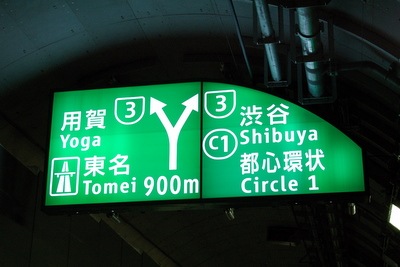 用賀 3
Yoga
東名
Tomei 900m
3 渋谷
C1 Shibuya
都心環状
Circle 1